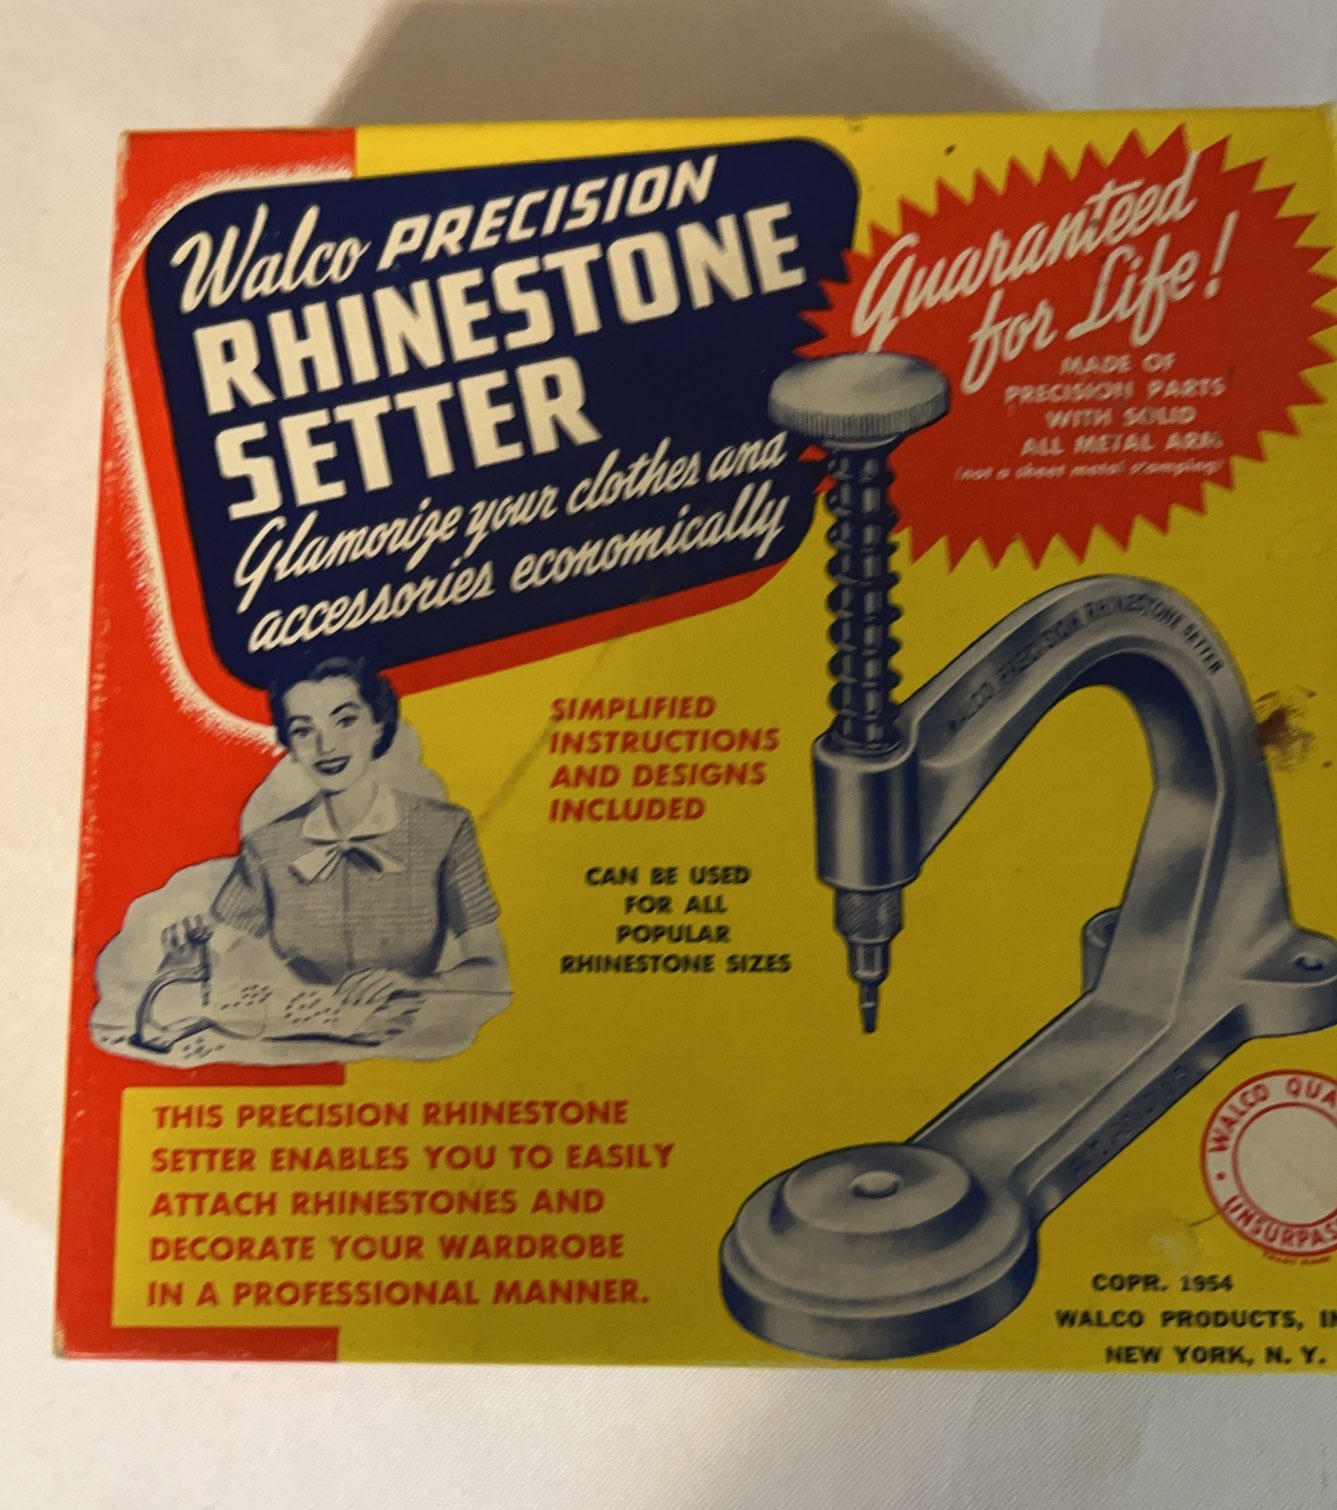 Walco PRECISION
RHINESTONE
SETTER
Glamorize your clothes and
accessories economically
Guaranteed
for Life!
MADE OF
PRECISION PARTS
WITH SOLID
ALL METAL ARM
(not a sheet metal stamping)
WALCO PRECISION RHINESTONE SETTER
SIMPLIFIED
INSTRUCTIONS
AND DESIGNS
INCLUDED
CAN BE USED
FOR ALL
POPULAR
RHINESTONE SIZES
THIS PRECISION RHINESTONE
SETTER ENABLES YOU TO EASILY
ATTACH RHINESTONES AND
DECORATE YOUR WARDROBE
IN A PROFESSIONAL MANNER.
WALCO QUA
UNSURPAS
COPR. 1954
WALCO PRODUCTS, IN
NEW YORK, N. Y.